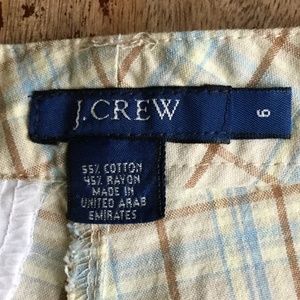 J.CREW
6
55% COTTON
45% RAYON
MADE IN
UNITED ARAB
EMIRATES